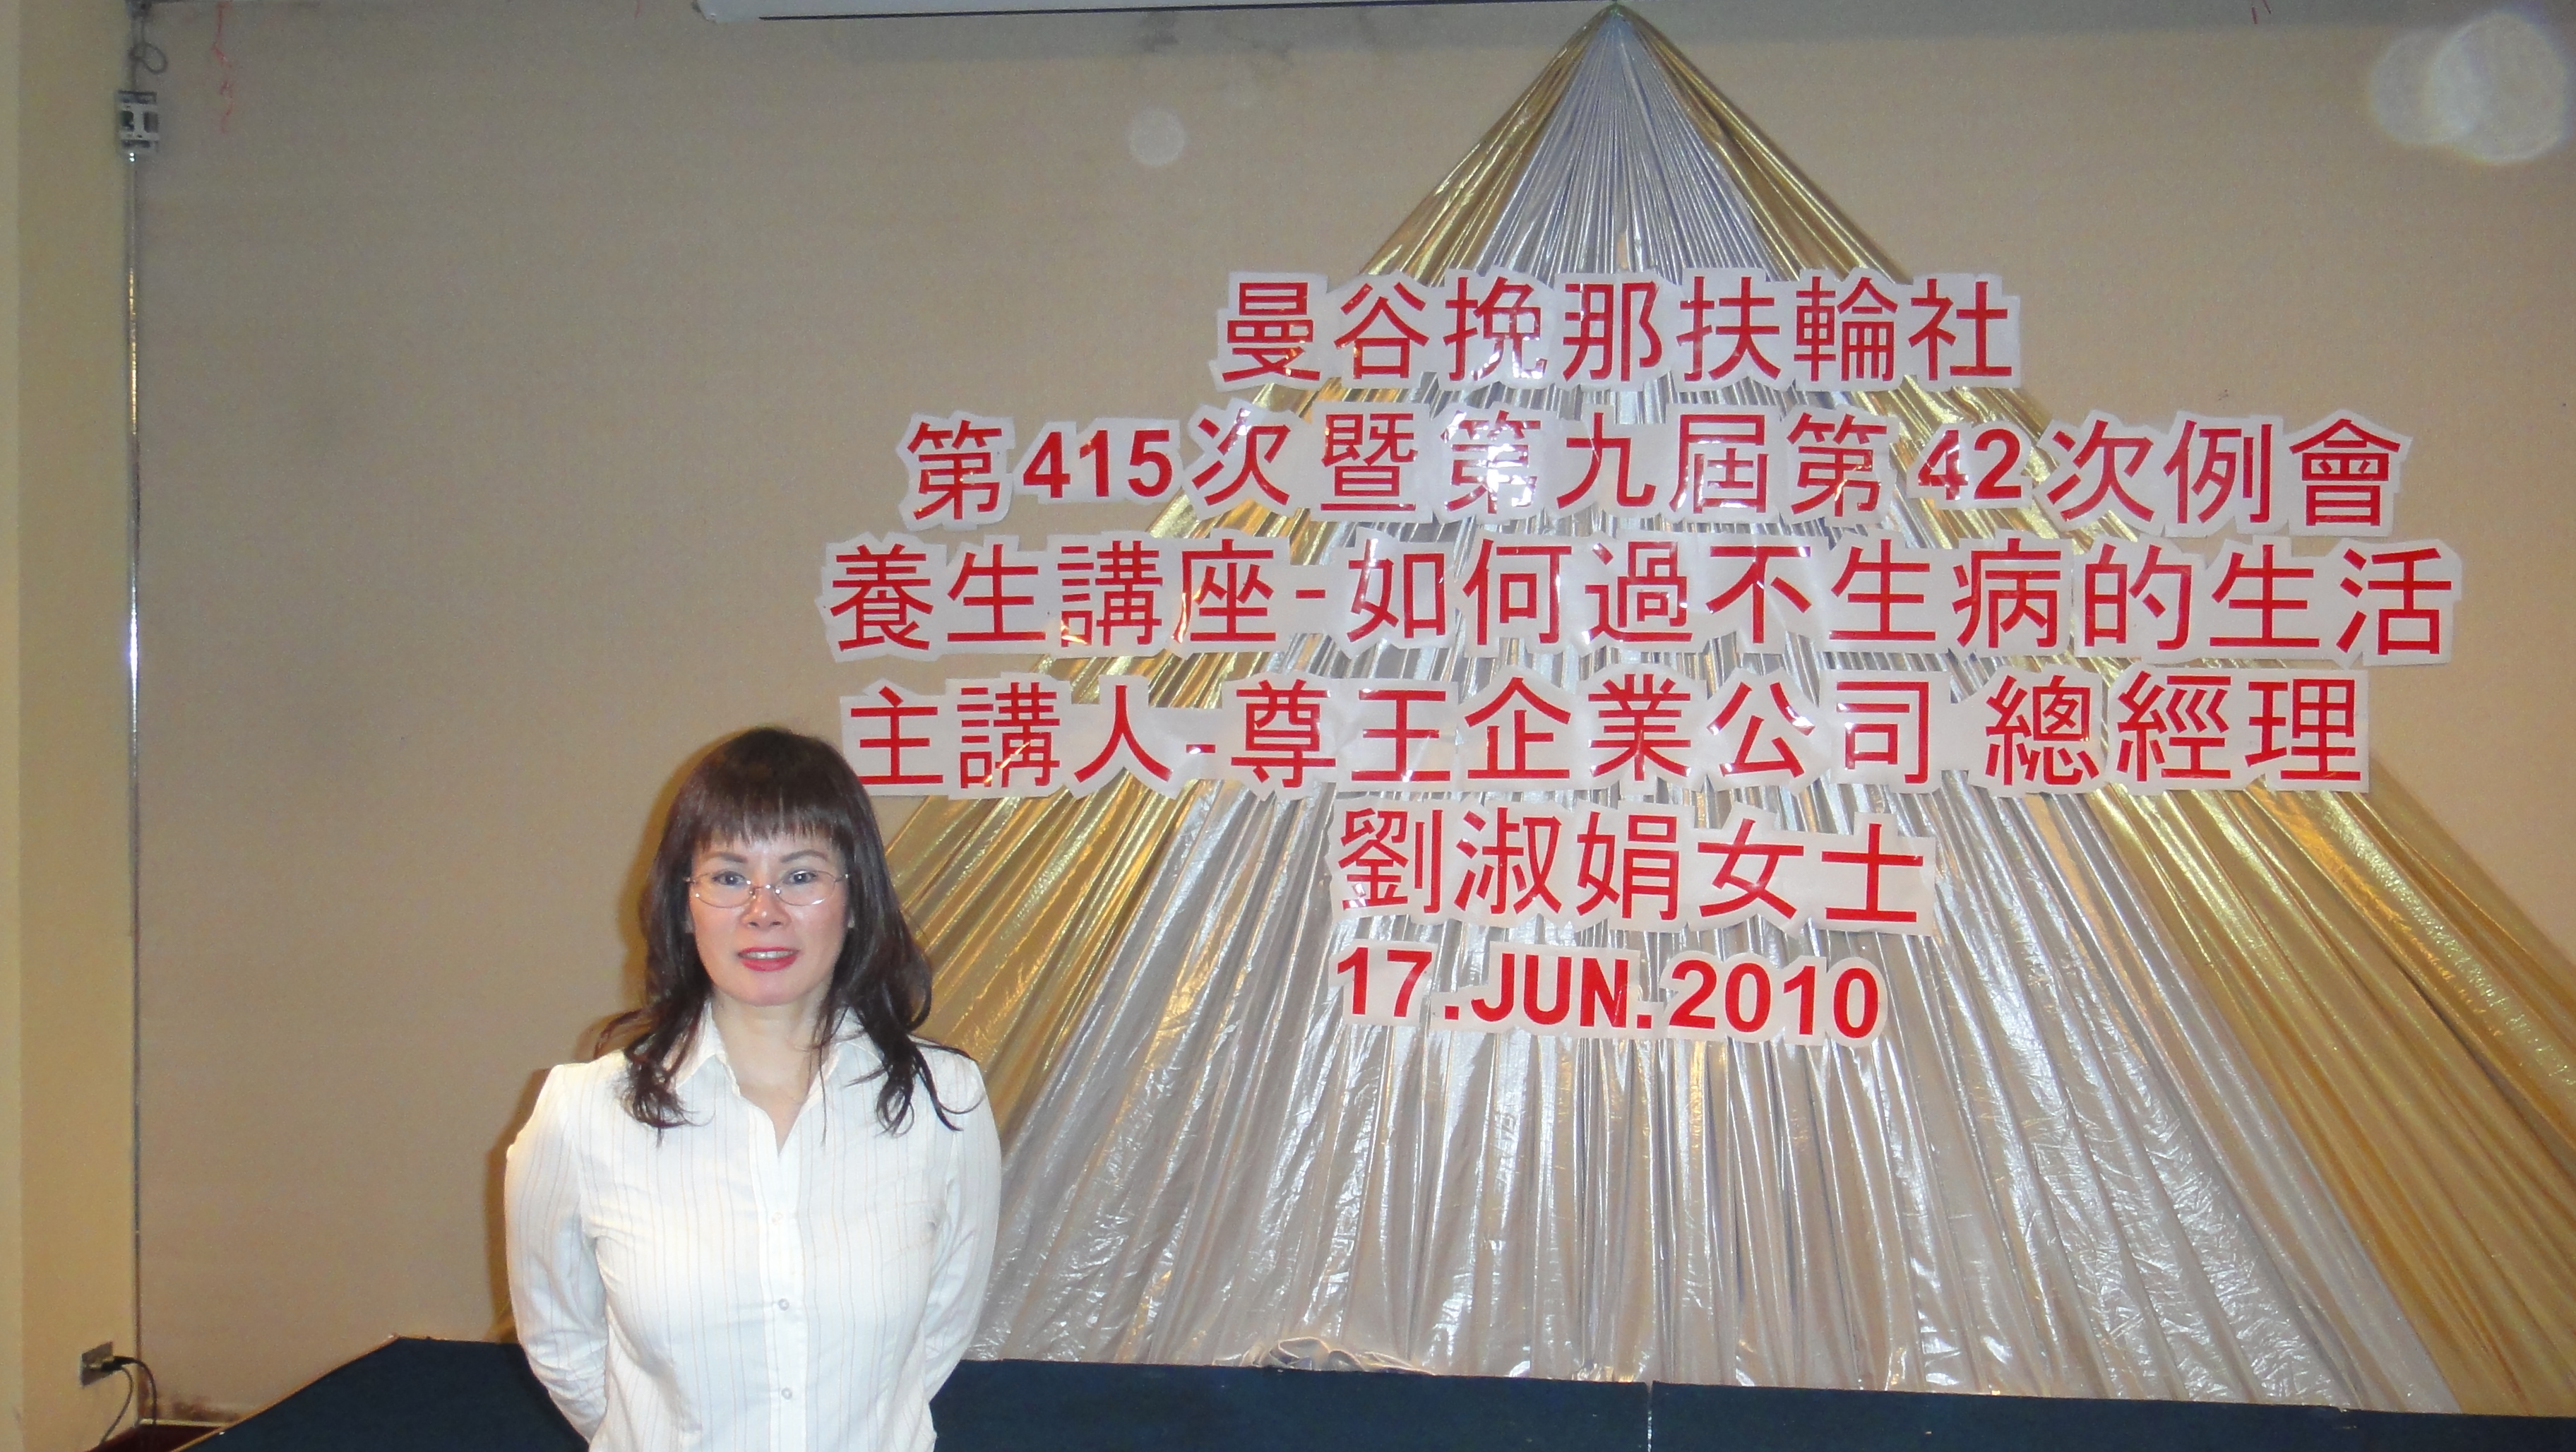 曼谷挽那扶輪社
第415次暨第九屆第42次例會
養生講座-如何過不生病的生活
主講人-尊王企業公司 總經理
劉淑娟女士
17.JUN.2010